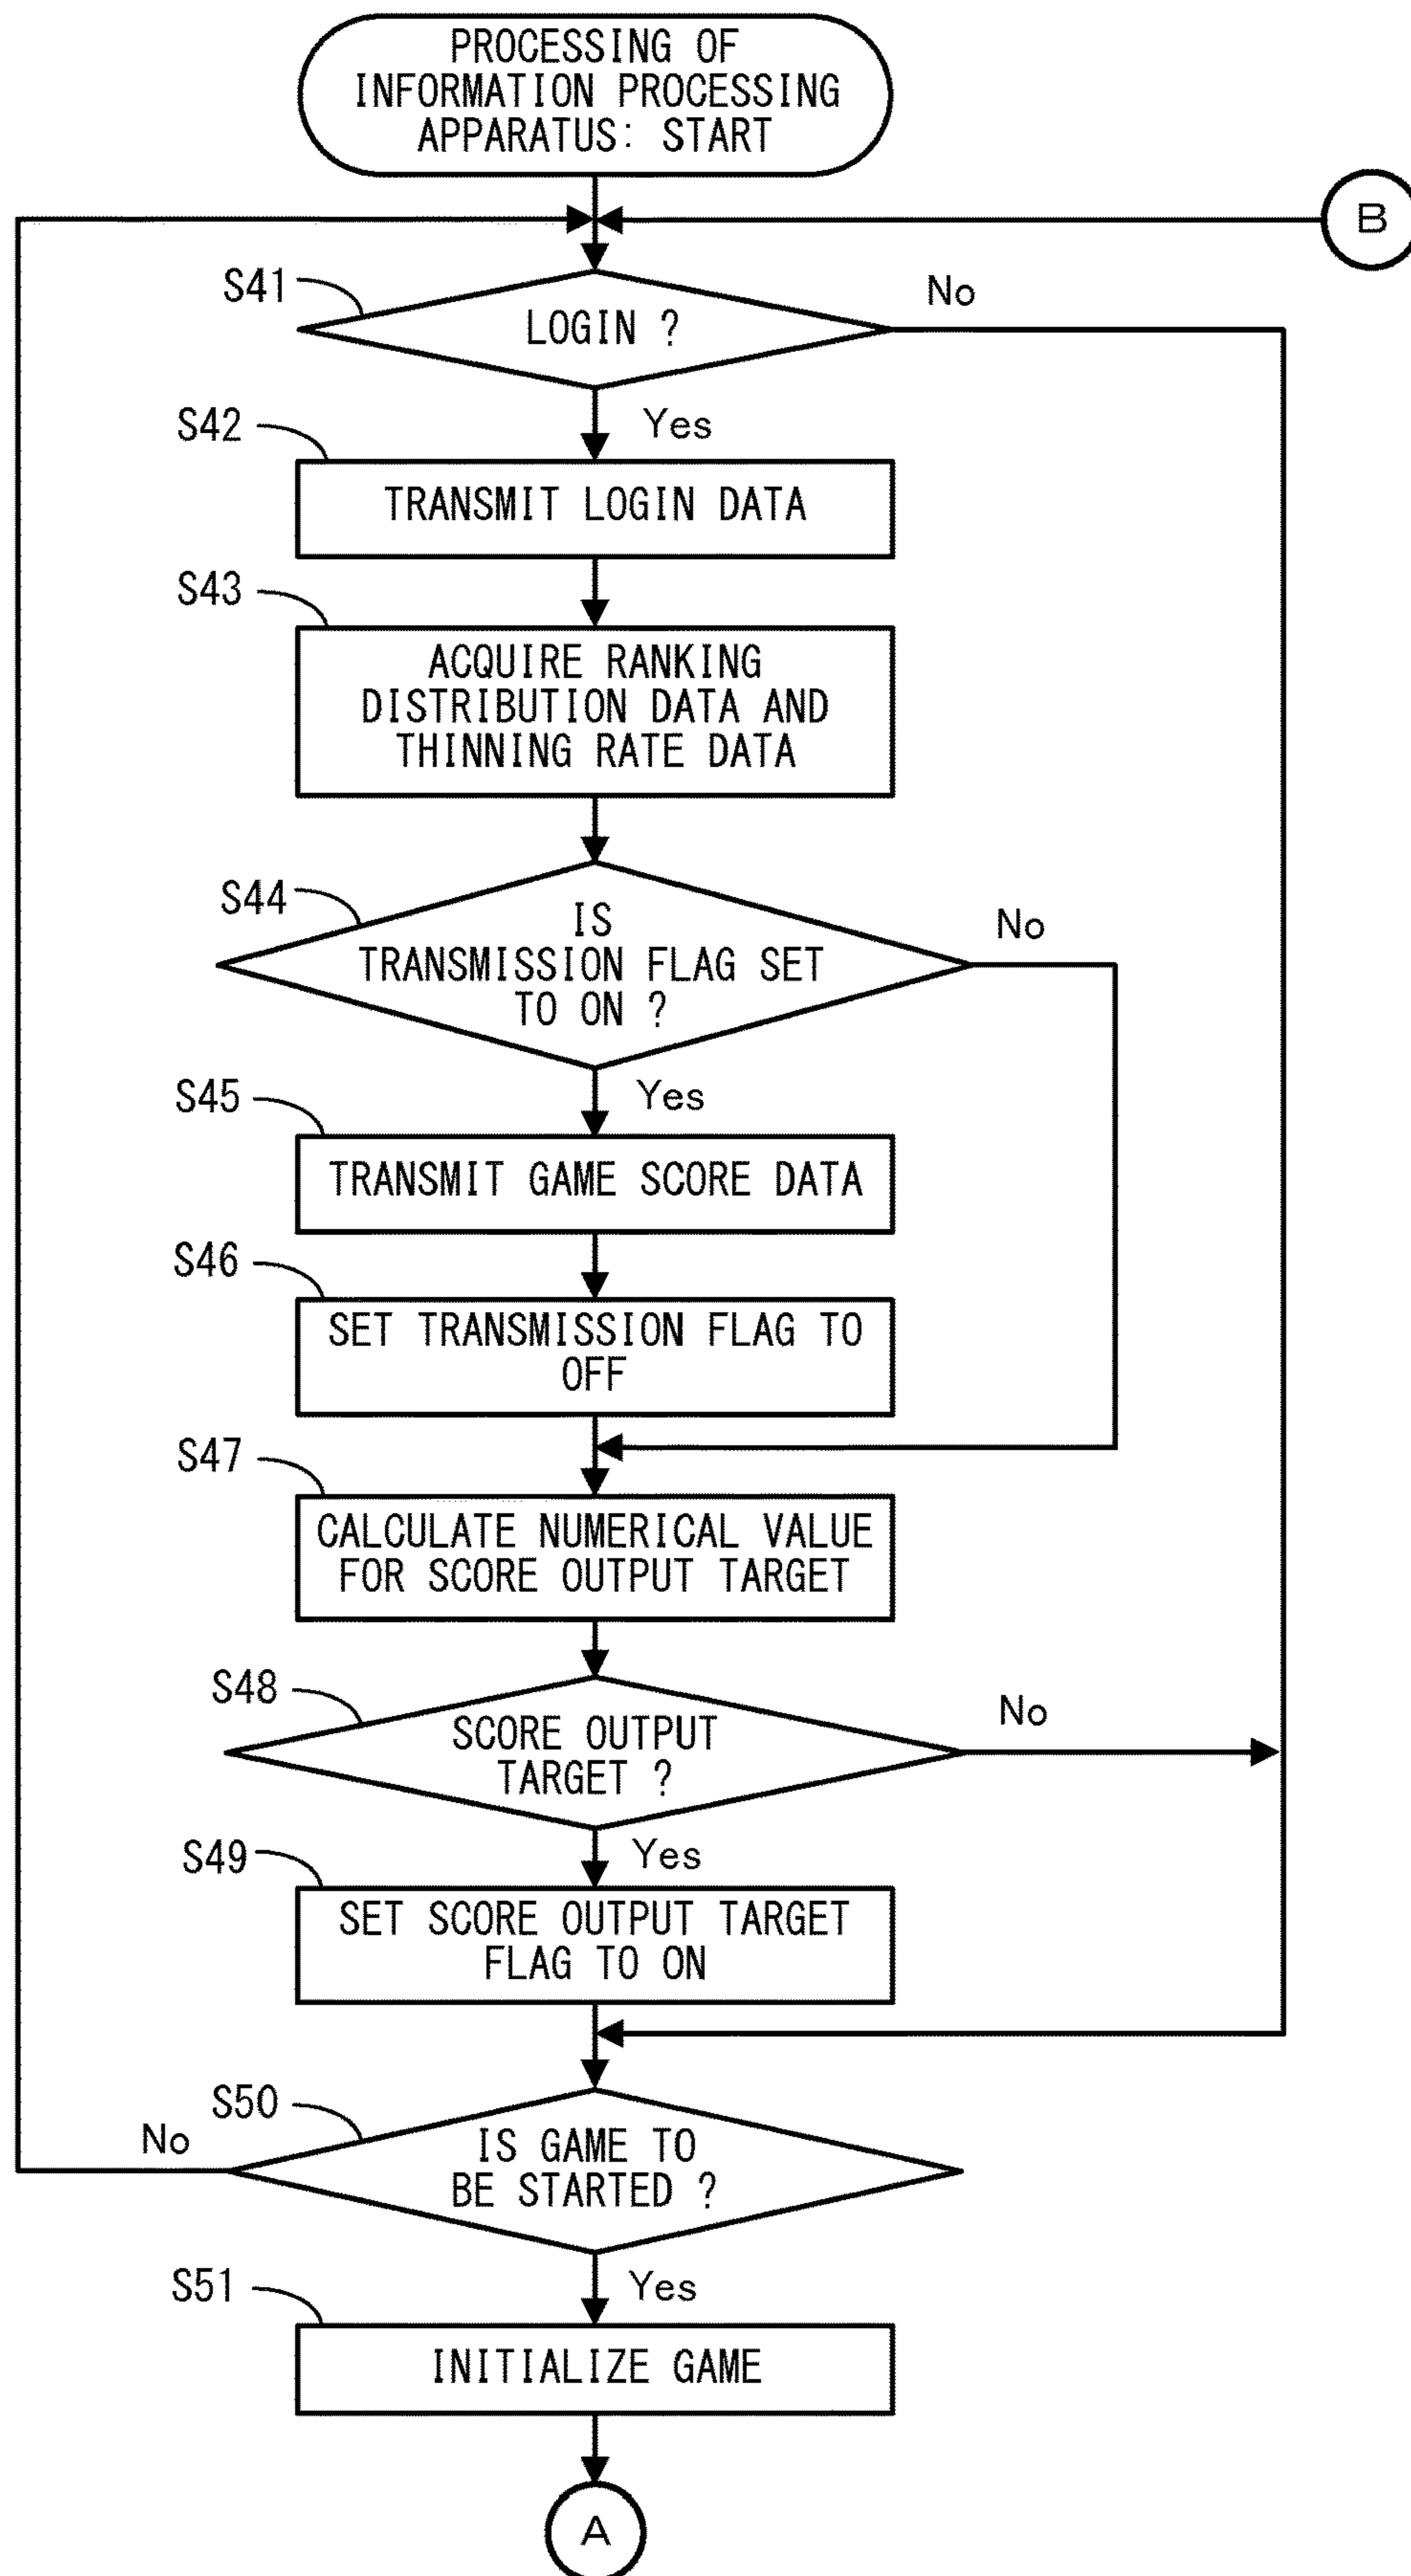 PROCESSING OF
INFORMATION PROCESSING
APPARATUS: START
B
S41
LOGIN ?
No
Yes
S42
TRANSMIT LOGIN DATA
S43
ACQUIRE RANKING
DISTRIBUTION DATA AND
THINNING RATE DATA
S44
IS
TRANSMISSION FLAG SET
TO ON ?
No
Yes
S45
TRANSMIT GAME SCORE DATA
S46
SET TRANSMISSION FLAG TO
OFF
S47
CALCULATE NUMERICAL VALUE
FOR SCORE OUTPUT TARGET
S48
SCORE OUTPUT
TARGET ?
No
Yes
S49
SET SCORE OUTPUT TARGET
FLAG TO ON
S50
No
IS GAME TO
BE STARTED ?
Yes
S51
INITIALIZE GAME
A